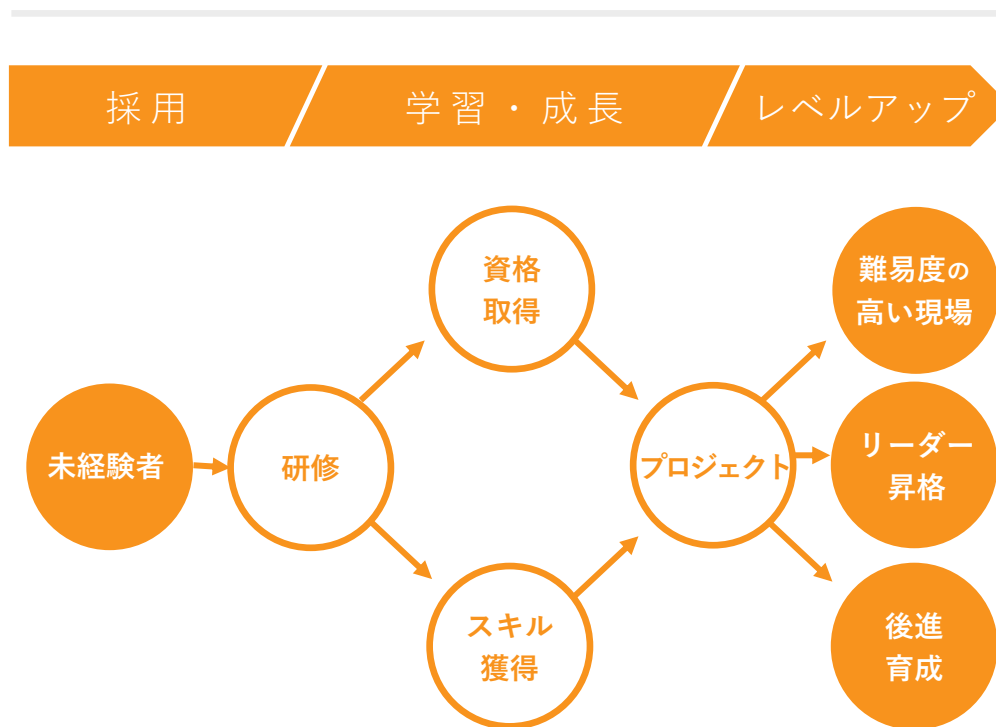 採用
学習・成長
レベルアップ
資格
取得
難易度の
高い現場
未経験者
研修
プロジェクト
リーダー
昇格
スキル
獲得
後進
育成